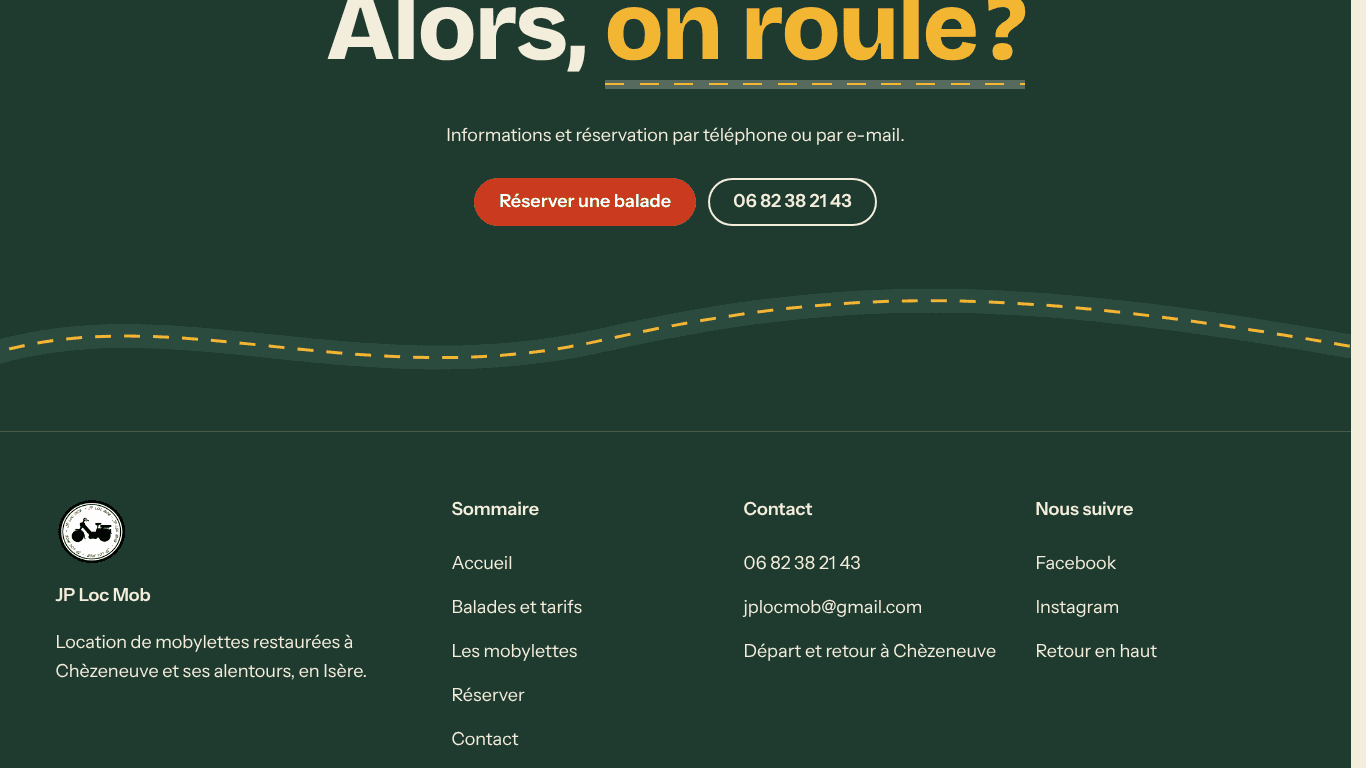 Alors, on roule ?
Informations et réservation par téléphone ou par e-mail.
Réserver une balade
06 82 38 21 43
JP Loc Mob
Location de mobylettes restaurées à
Chèzeneuve et ses alentours, en Isère.
Sommaire
Accueil
Balades et tarifs
Les mobylettes
Réserver
Contact
Contact
06 82 38 21 43
jplocmob@gmail.com
Départ et retour à Chèzeneuve
Nous suivre
Facebook
Instagram
Retour en haut